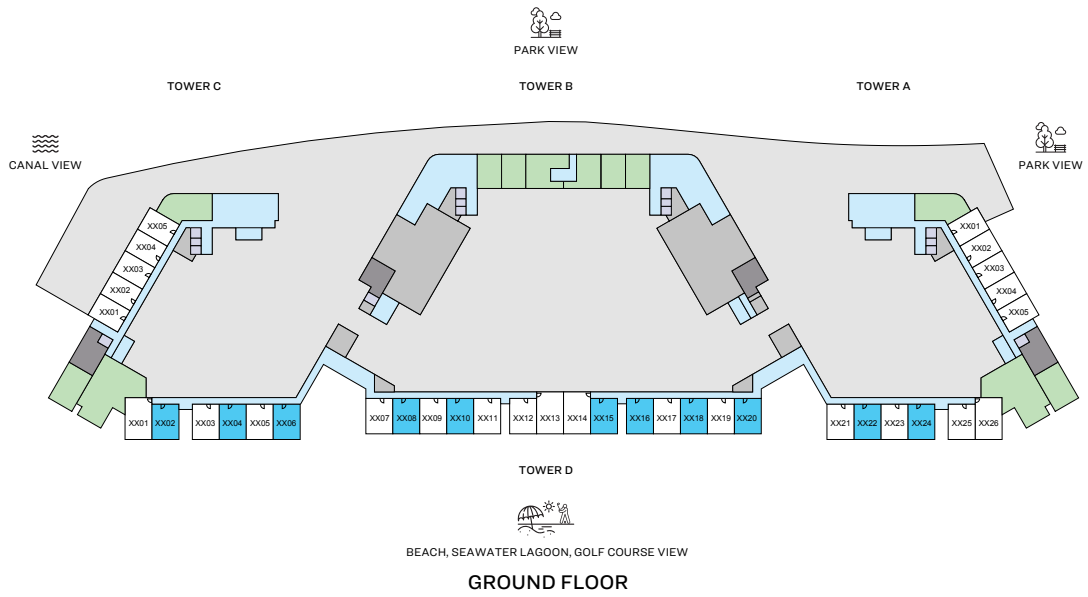 PARK VIEW
TOWER C
TOWER B
TOWER A
CANAL VIEW
PARK VIEW
XX05
XX04
XX03
XX02
XX01
XX01
XX02
XX03
XX04
XX05
XX01
XX02
XX03
XX04
XX05
XX06
XX07
XX08
XX09
XX10
XX11
XX12
XX13
XX14
XX15
XX16
XX17
XX18
XX19
XX20
XX21
XX22
XX23
XX24
XX25
XX26
TOWER D
BEACH, SEAWATER LAGOON, GOLF COURSE VIEW
GROUND FLOOR